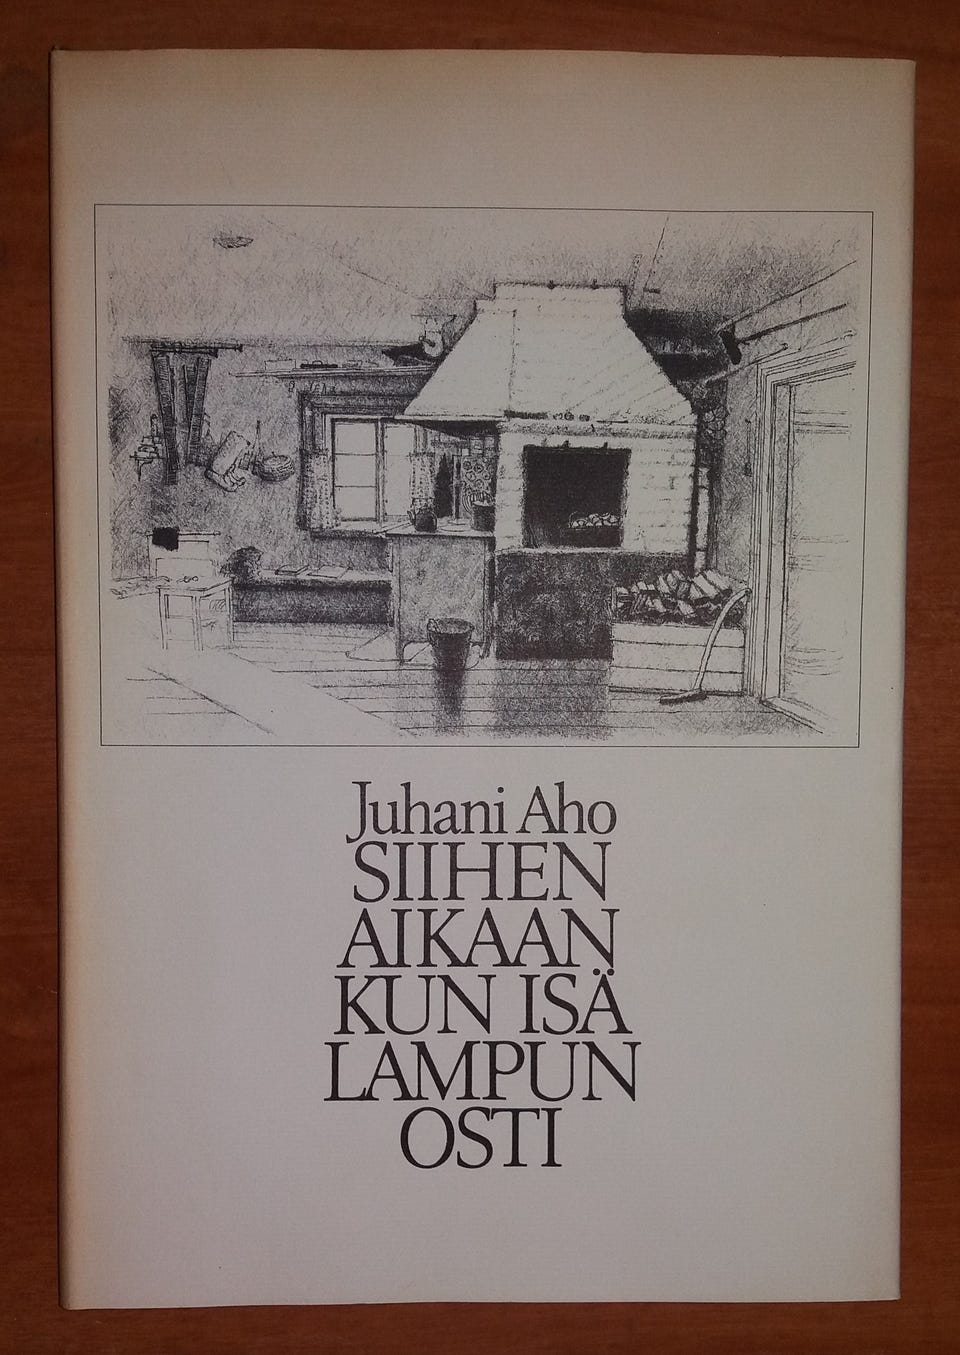 Juhani Aho
SIIHEN
AIKAAN
KUN ISÄ
LAMPUN
OSTI